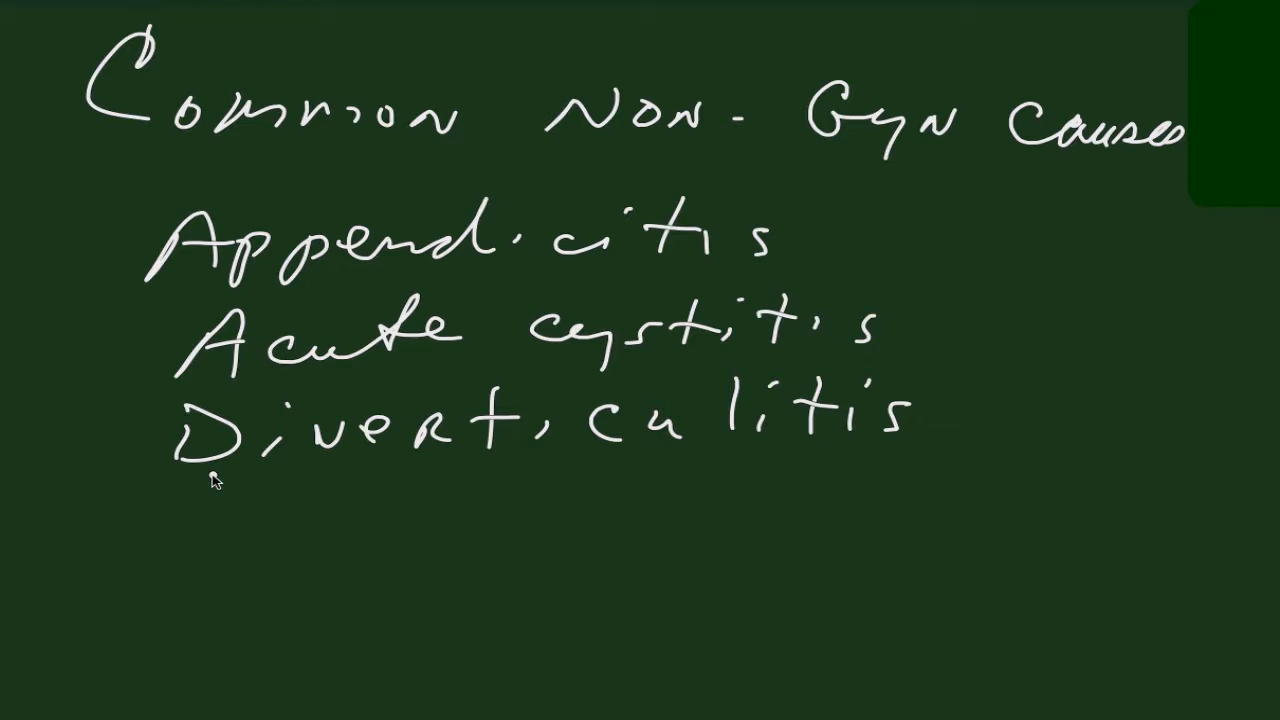 Common Non-Gyn causes
Appendicitis
Acute cystitis
Diverticulitis